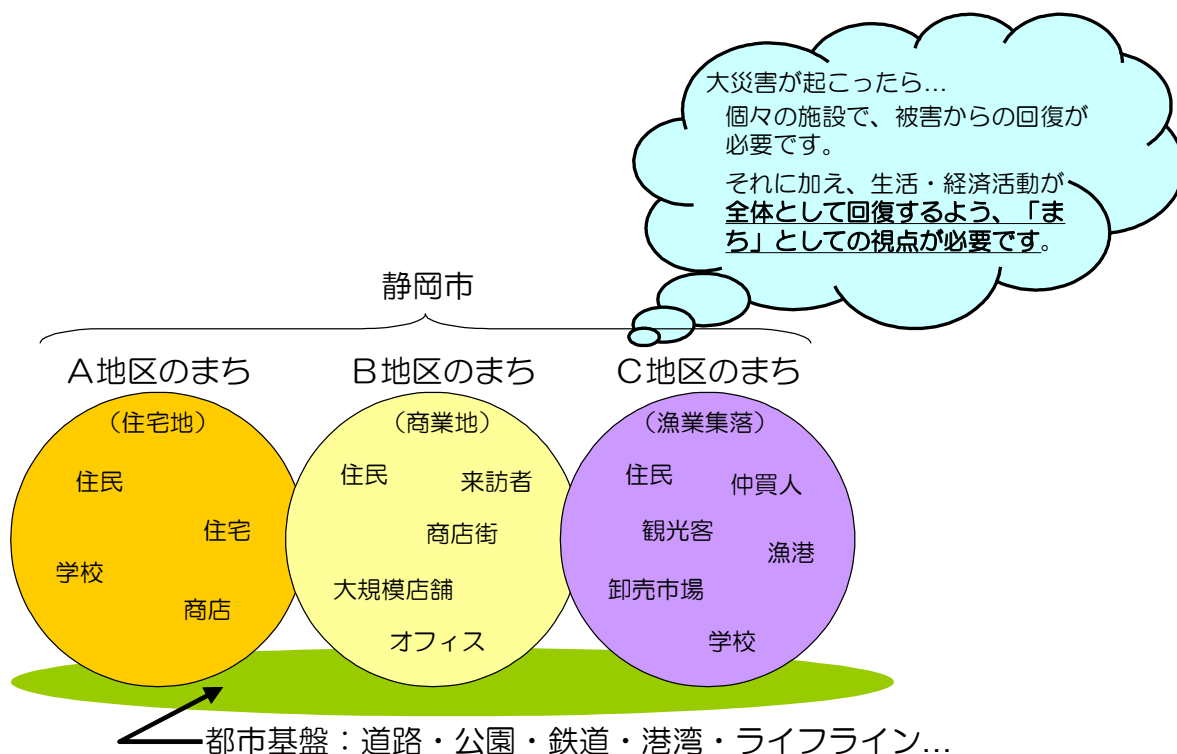 大災害が起こったら…
個々の施設で、被害からの回復が
必要です。
それに加え、生活・経済活動が
全体として回復するよう、「ま
ち」としての視点が必要です。
静岡市
A地区のまち
B地区のまち
C地区のまち
（住宅地）
住民
住宅
学校
商店
（商業地）
住民
来訪者
商店街
大規模店舗
オフィス
（漁業集落）
住民
仲買人
観光客
漁港
卸売市場
学校
都市基盤：道路・公園・鉄道・港湾・ライフライン…